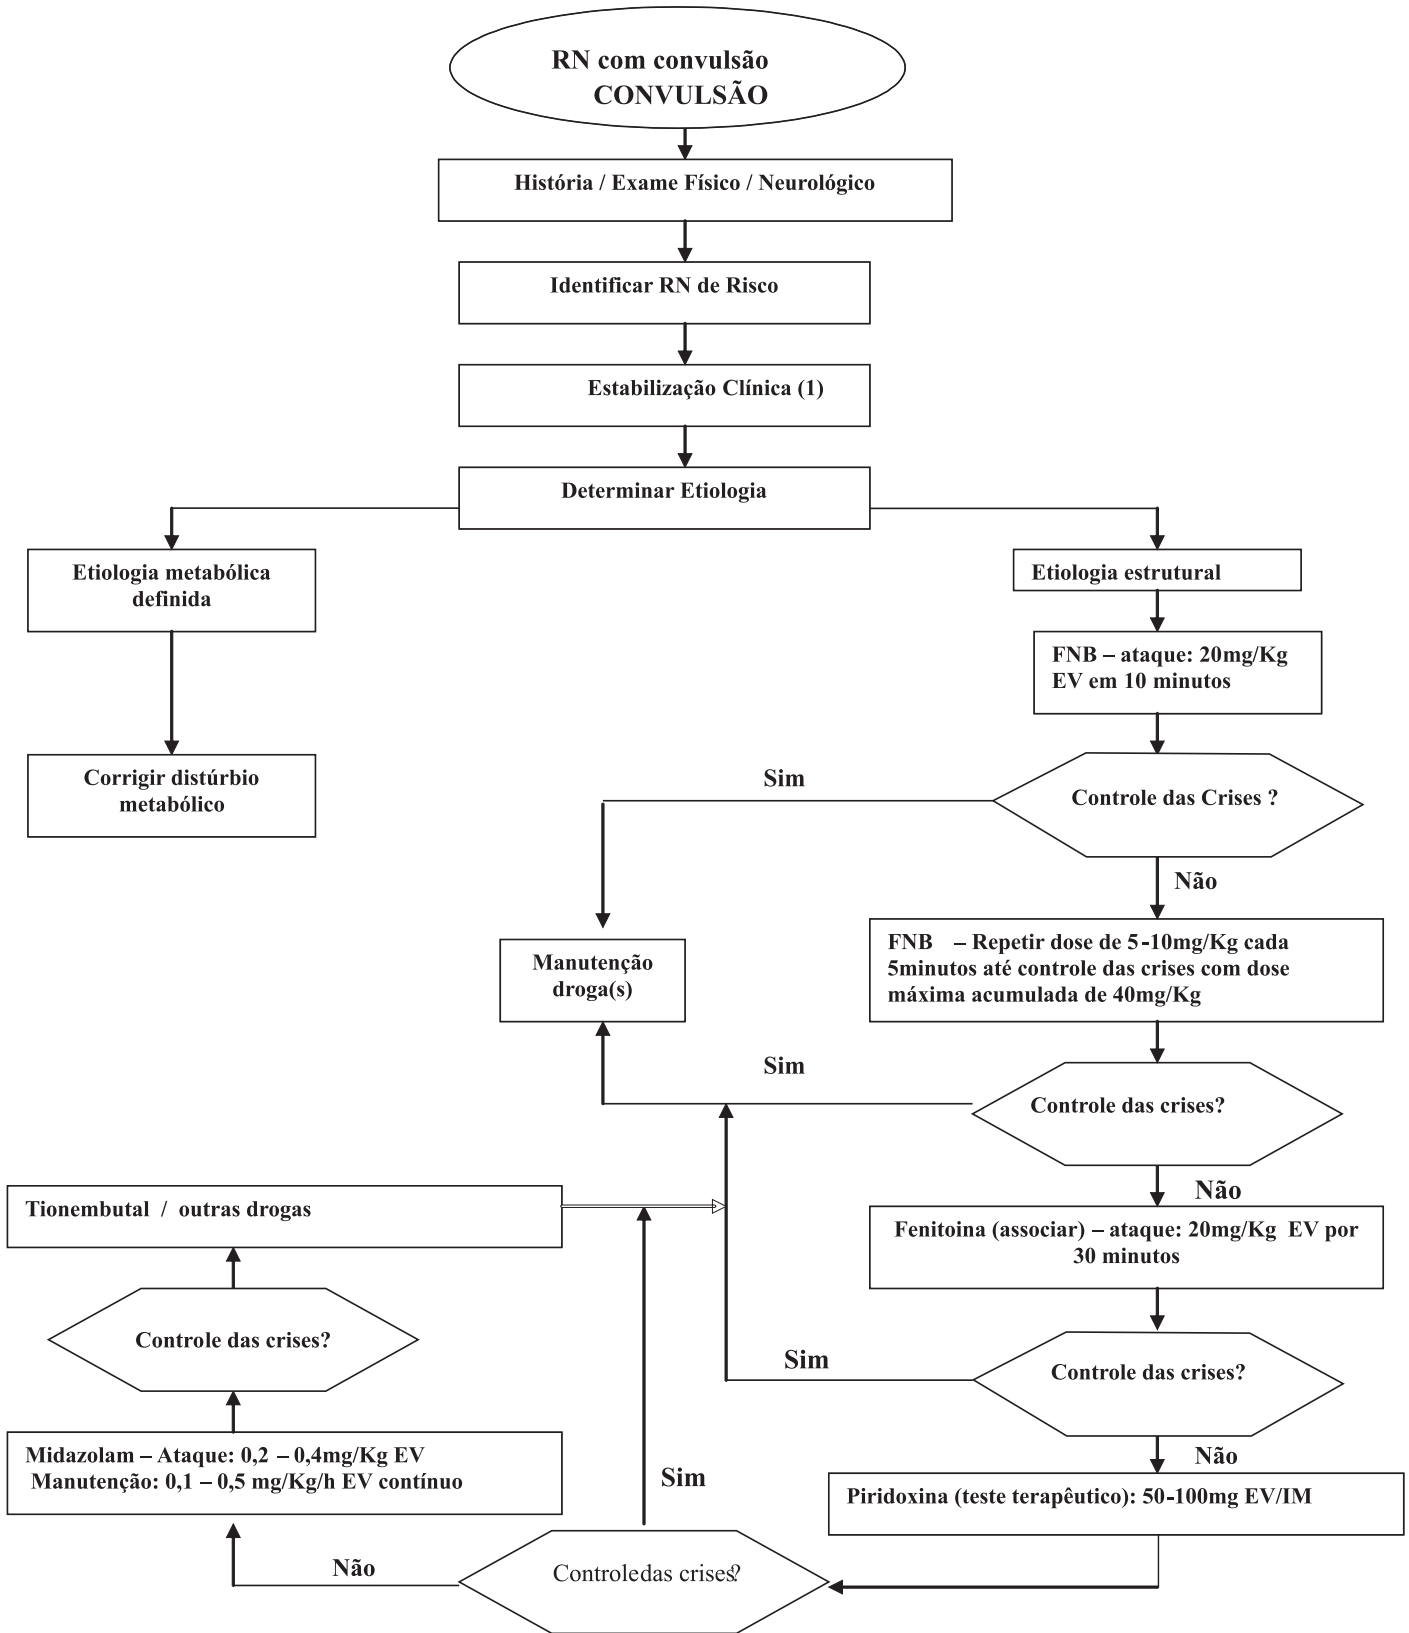 RN com convulsão
CONVULSÃO
História / Exame Físico / Neurológico
Identificar RN de Risco
Estabilização Clínica (1)
Determinar Etiologia
Etiologia metabólica
definida
Etiologia estrutural
FNB – ataque: 20mg/Kg
EV em 10 minutos
Corrigir distúrbio
metabólico
Sim
Controle das Crises ?
Não
Manutenção
droga(s)
FNB – Repetir dose de 5-10mg/Kg cada
5minutos até controle das crises com dose
máxima acumulada de 40mg/Kg
Sim
Controle das crises?
Não
Tionembutal / outras drogas
Fenitoina (associar) – ataque: 20mg/Kg EV por
30 minutos
Controle das crises?
Sim
Controle das crises?
Não
Midazolam – Ataque: 0,2 – 0,4mg/Kg EV
Manutenção: 0,1 – 0,5 mg/Kg/h EV contínuo
Sim
Piridoxina (teste terapêutico): 50-100mg EV/IM
Não
Controledas crises?